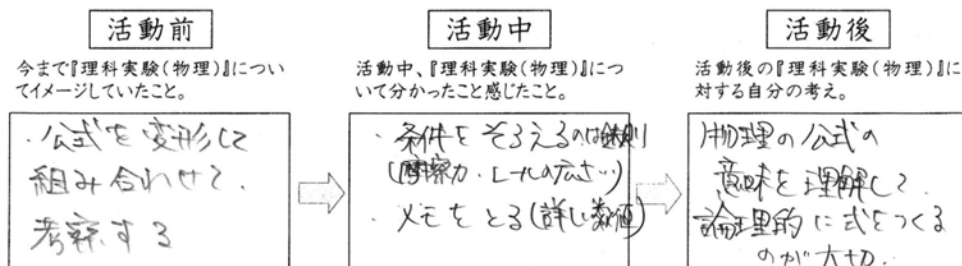 活動前
今まで『理科実験(物理)』につい
てイメージしていたこと。
・公式を変形して
組み合わせて、
考察する
活動中
活動中、『理科実験(物理)』につ
いて分かったこと感じたこと。
・条件をそろえるのは鉄則
(摩擦力・レールの広さ…)
・メモをとる(詳しい数値)
活動後
活動後の『理科実験(物理)』に
対する自分の考え。
物理の公式の
意味を理解して、
論理的に式をつくる
のが大切.